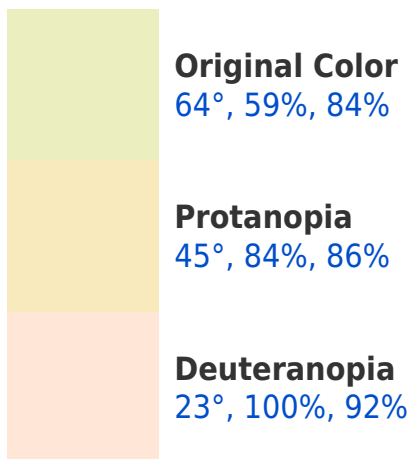 Original Color
64°, 59%, 84%
Protanopia
45°, 84%, 86%
Deuteranopia
23°, 100%, 92%